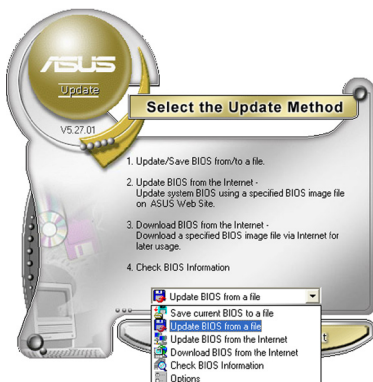 ASUS
Update
V5.27.01
Select the Update Method
1. Update/Save BIOS from/to a file.
2. Update BIOS from the Internet -
Update system BIOS using a specified BIOS image file
on ASUS Web Site.
3. Download BIOS from the Internet -
Download a specified BIOS image file via Internet for
later usage.
4. Check BIOS Information
Update BIOS from a file
Save current BIOS to a file
Update BIOS from a file
Update BIOS from the Internet
Download BIOS from the Internet
Check BIOS Information
Options